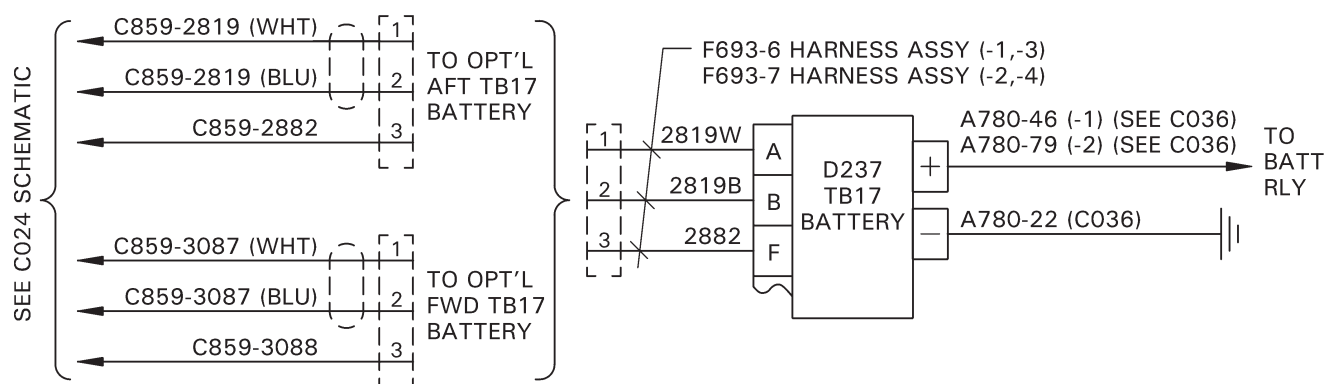 SEE C024 SCHEMATIC
C859-2819 (WHT)
1
C859-2819 (BLU)
2
C859-2882
3
TO OPT'L
AFT TB17
BATTERY
C859-3087 (WHT)
1
C859-3087 (BLU)
2
C859-3088
3
TO OPT'L
FWD TB17
BATTERY
F693-6 HARNESS ASSY (-1,-3)
F693-7 HARNESS ASSY (-2,-4)
1
2819W
A
2
2819B
B
3
2882
F
D237
TB17
BATTERY
+
−
A780-46 (-1) (SEE C036)
A780-79 (-2) (SEE C036)
TO
BATT
RLY
A780-22 (C036)